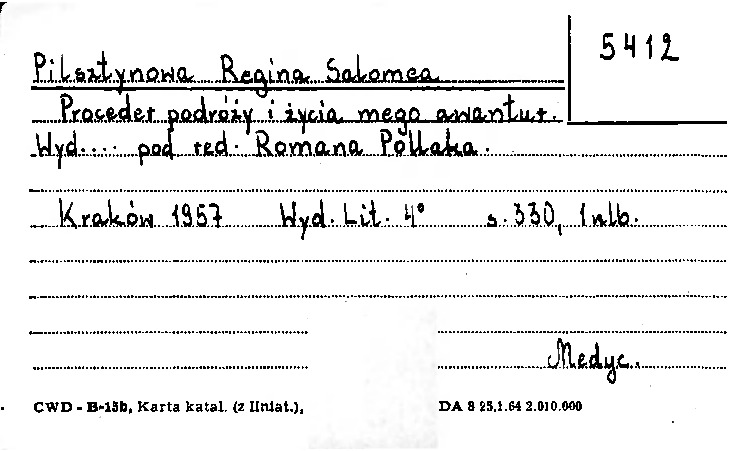 5412
Pilsztynowa Regina Salomea
Proceder podróży i życia mego awantur.
Wyd.... pod red. Romana Pollaka.
Kraków 1957 Wyd. Lit. 4° s. 330, 1 nlb.
Medyc.
CWD - B-15b, Karta katal. (z liniat.), DA 8 25.1.64 2.010.000